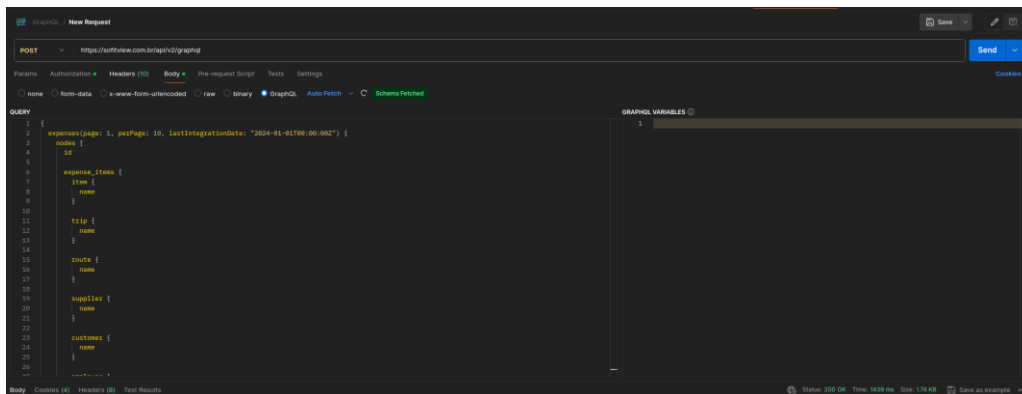 GraphQL / New Request
Save
POST https://sofitview.com.br/api/v2/graphql
Send
Params Authorization Headers (10) Body Pre-request Script Tests Settings
Cookies
none form-data x-www-form-urlencoded raw binary GraphQL Auto Fetch Schema Fetched
QUERY
GRAPHQL VARIABLES
1 {
2 expenses(page: 1, perPage: 10, lastIntegrationDate: "2024-01-01T00:00:00Z") {
3 nodes {
4 id
5
6 expense_items {
7 item {
8 name
9 }
10
11 trip {
12 name
13 }
14
15 route {
16 name
17 }
18
19 supplier {
20 name
21 }
22
23 customer {
24 name
25 }
26
1
Body Cookies (4) Headers (8) Test Results
Status: 200 OK Time: 1439 ms Size: 1.74 KB Save as example